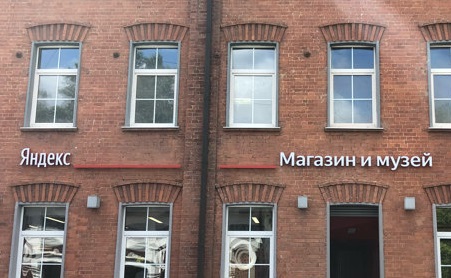 Яндекс Магазин и музей